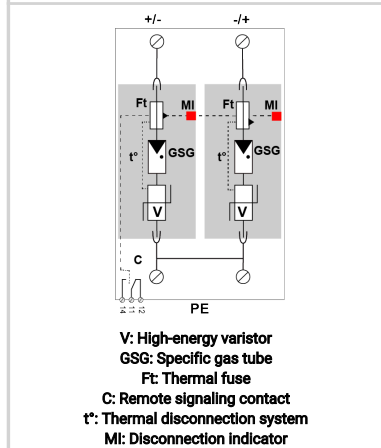 +/- -/+
Ft MI Ft MI
GSG GSG
t° t°
V V
C
14 11 12
PE
V: High-energy varistor
GSG: Specific gas tube
Ft: Thermal fuse
C: Remote signaling contact
t°: Thermal disconnection system
MI: Disconnection indicator